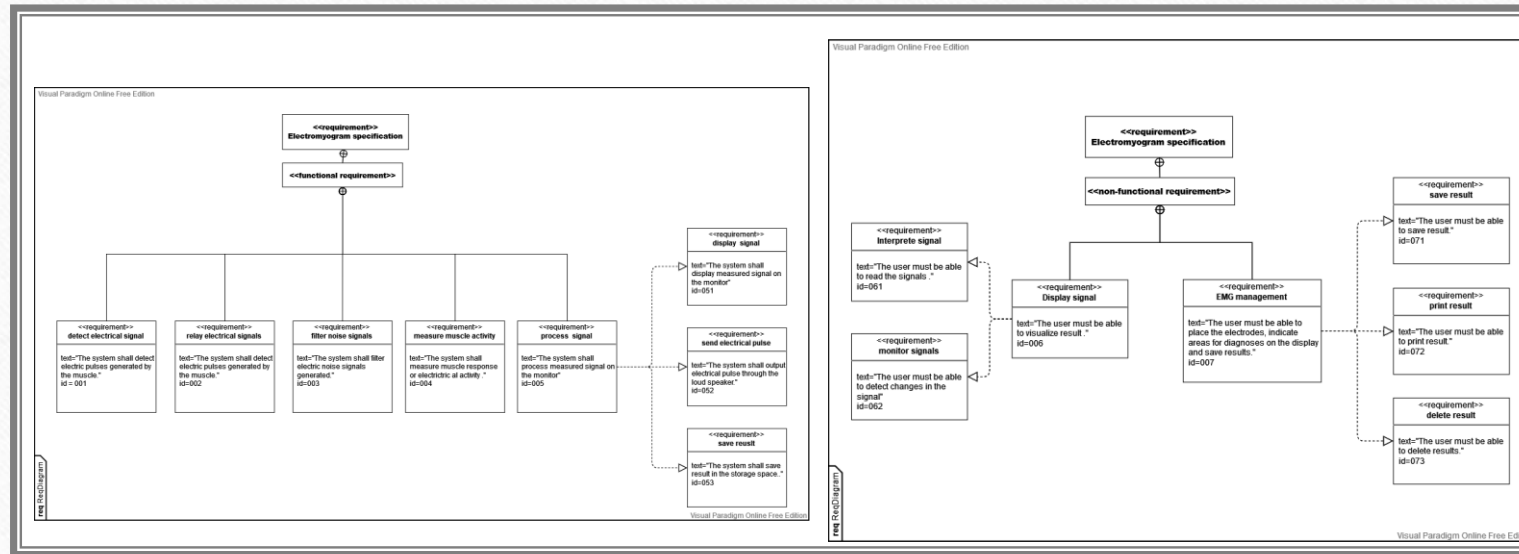 Visual Paradigm Online Free Edition
<<requirement>>
Electromyogram specification
<<functional requirement>>
<<requirement>>
detect electrical signal
text="The system shall detect
electric pulses generated by
the muscle."
id = 001
<<requirement>>
relay electrical signals
text="The system shall detect
electric pulses generated by
the muscle."
id=002
<<requirement>>
filter noise signals
text="The system shall filter
electric noise signals
generated."
id=003
<<requirement>>
measure muscle activity
text="The system shall
measure muscle response
or electrictric al activity ."
id=004
<<requirement>>
process signal
text="The system shall
process measured signal on
the monitor"
id=005
<<requirement>>
display signal
text="The system shall
display measured signal on
the monitor"
id=051
<<requirement>>
send electrical pulse
text="The system shall output
electrical pulse through the
loud speaker."
id=052
<<requirement>>
save reuslt
text="The system shall save
result in the storage space.."
id=053
req ReqDiagram
Visual Paradigm Online Free Edition
Visual Paradigm Online Free Edition
<<requirement>>
Electromyogram specification
<<non-functional requirement>>
<<requirement>>
Interprete signal
text="The user must be able
to read the signals ."
id=061
<<requirement>>
monitor signals
text="The user must be able
to detect changes in the
signal"
id=062
<<requirement>>
Display signal
text="The user must be able
to visualize result ."
id=006
<<requirement>>
EMG management
text="The user must be able to
place the electrodes, indicate
areas for diagnoses on the display
and save results."
id=007
<<requirement>>
save result
text="The user must be able
to save result."
id=071
<<requirement>>
print result
text="The user must be able
to print result."
id=072
<<requirement>>
delete result
text="The user must be able
to delete results."
id=073
req ReqDiagram
Visual Paradigm Online Free Edi